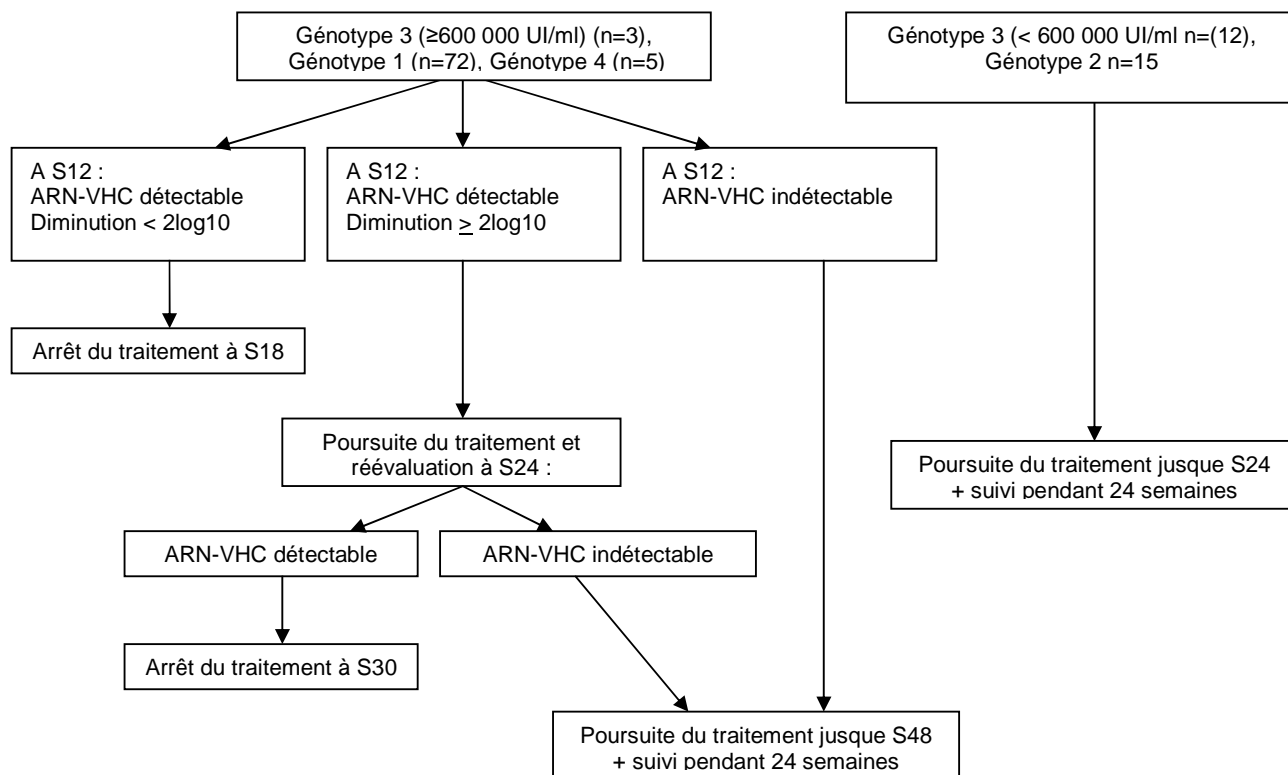 Génotype 3 (≥600 000 UI/ml) (n=3),
Génotype 1 (n=72), Génotype 4 (n=5)
Génotype 3 (< 600 000 UI/ml n=(12),
Génotype 2 n=15
A S12 :
ARN-VHC détectable
Diminution < 2log10
A S12 :
ARN-VHC détectable
Diminution ≥ 2log10
A S12 :
ARN-VHC indétectable
Arrêt du traitement à S18
Poursuite du traitement et
réévaluation à S24 :
Poursuite du traitement jusque S24
+ suivi pendant 24 semaines
ARN-VHC détectable
ARN-VHC indétectable
Arrêt du traitement à S30
Poursuite du traitement jusque S48
+ suivi pendant 24 semaines